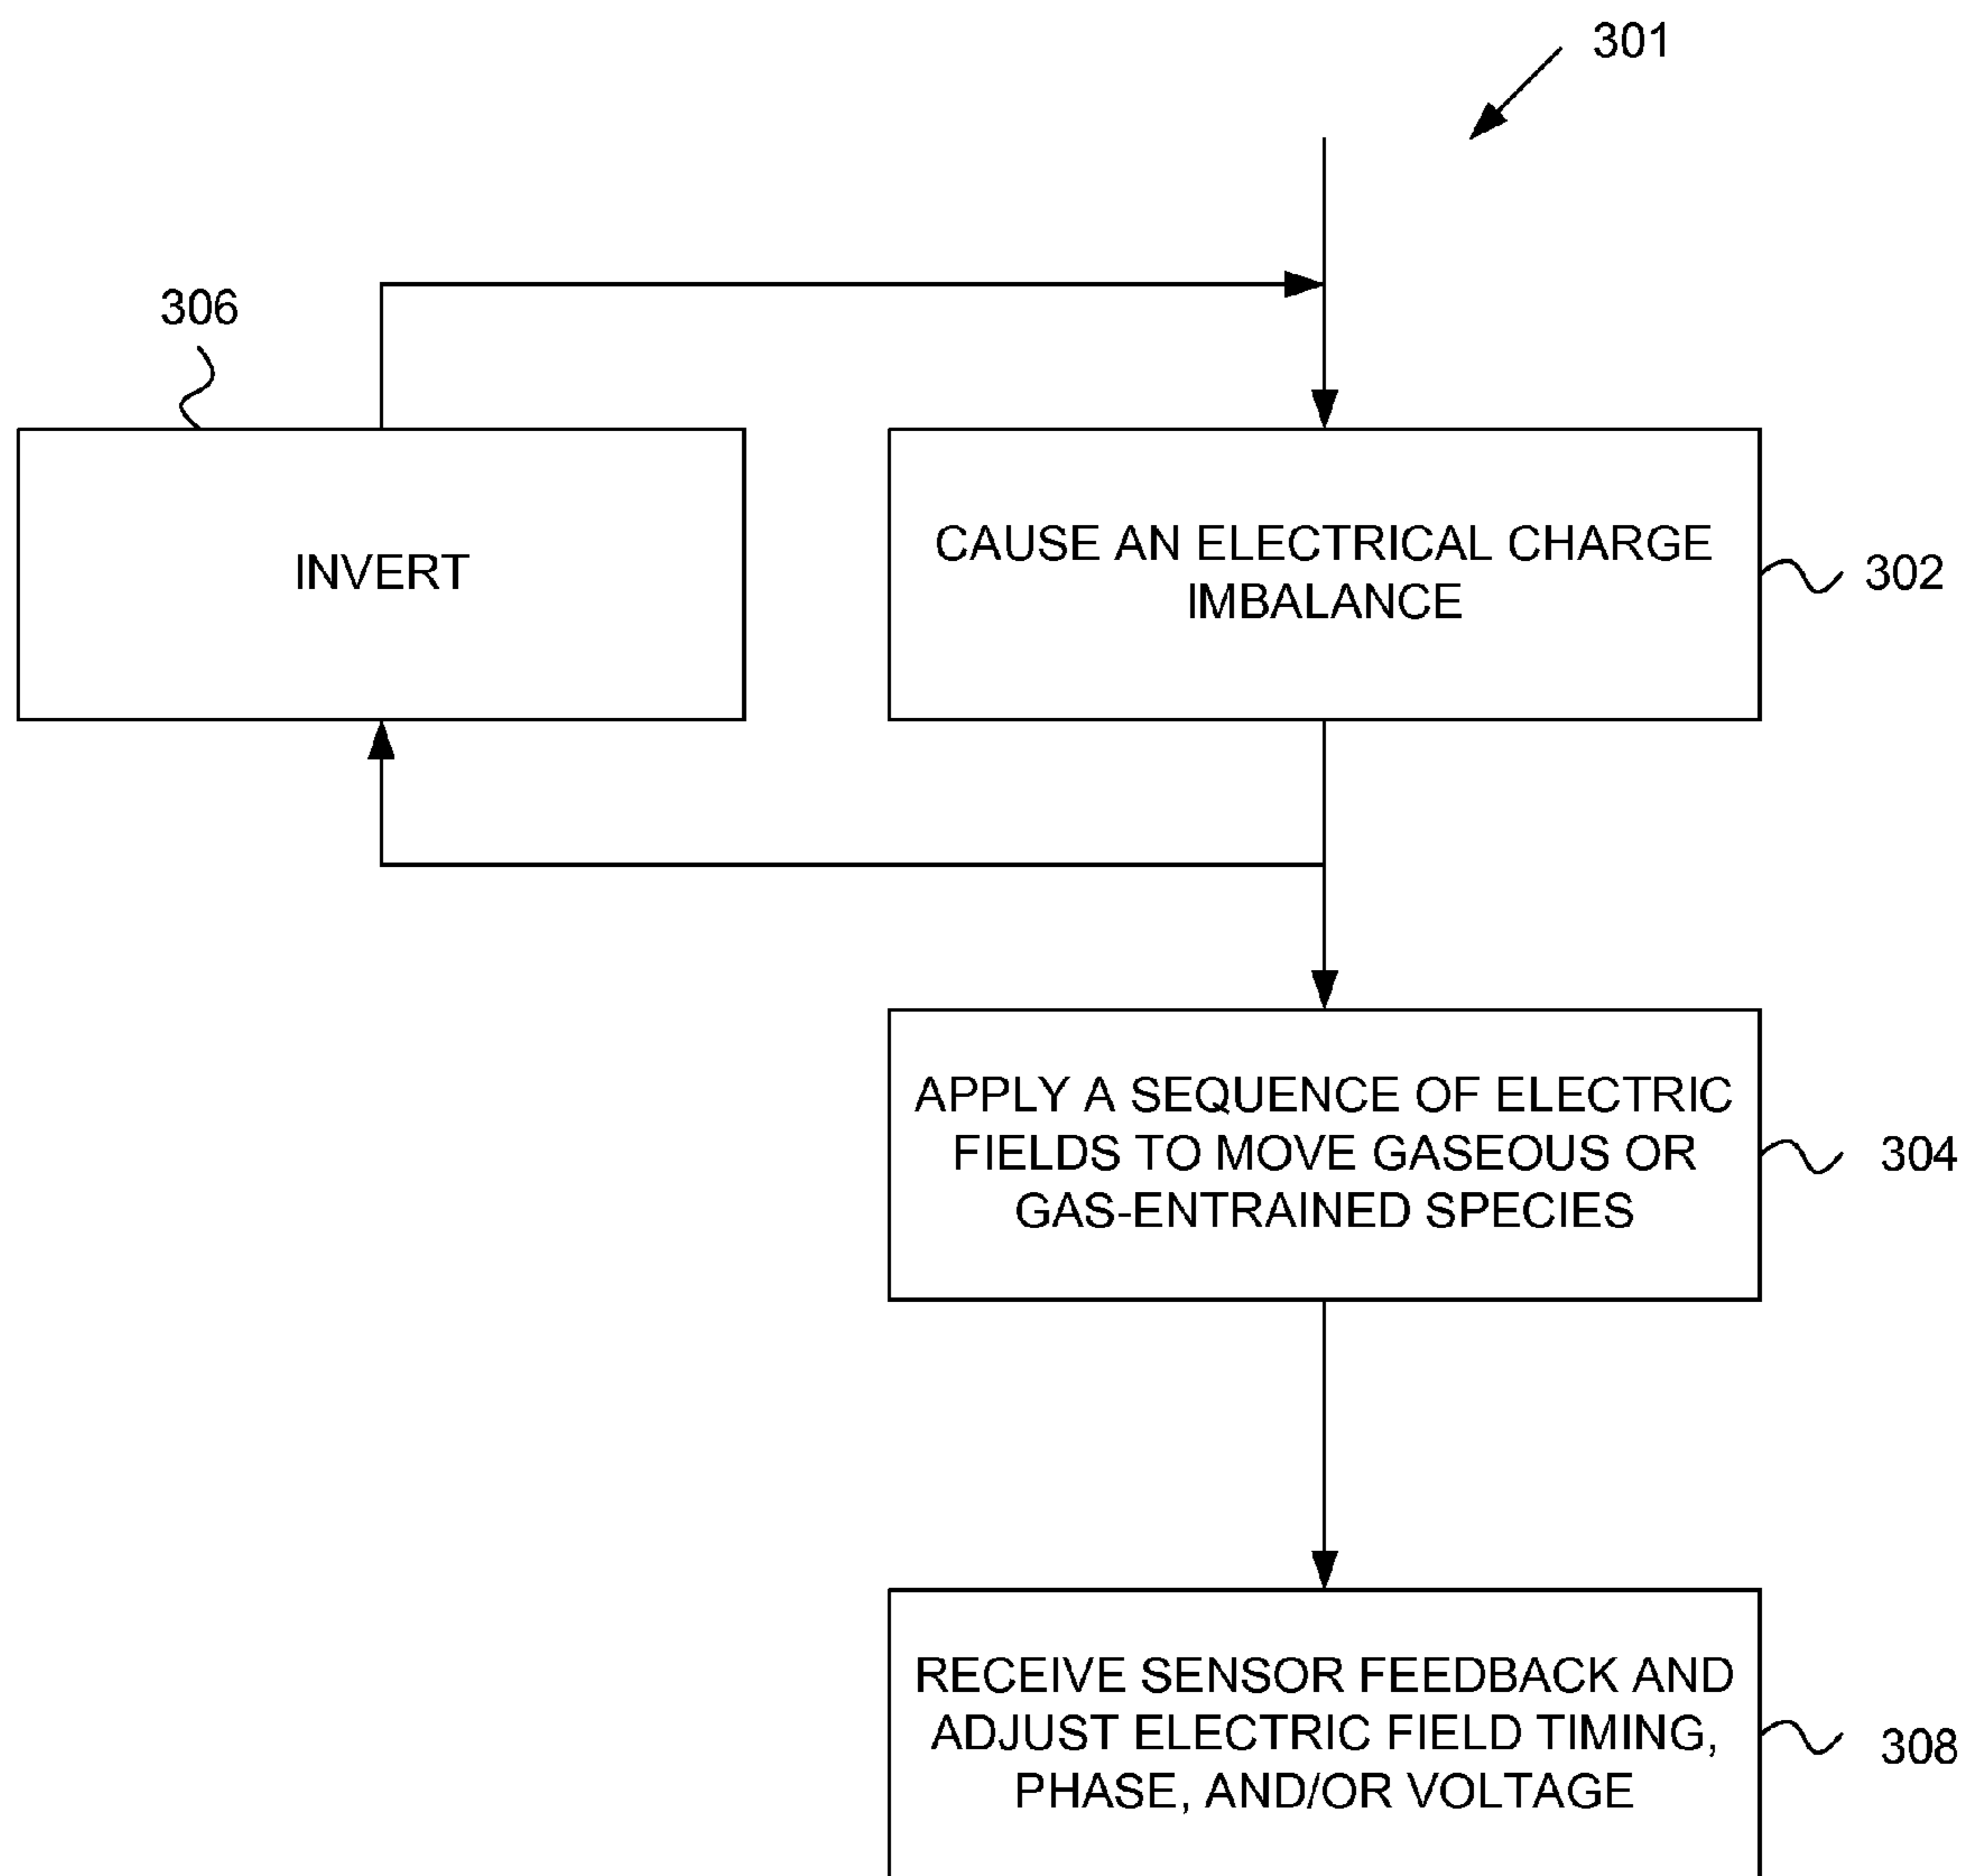 301
306
INVERT
CAUSE AN ELECTRICAL CHARGE
IMBALANCE
302
APPLY A SEQUENCE OF ELECTRIC
FIELDS TO MOVE GASEOUS OR
GAS-ENTRAINED SPECIES
304
RECEIVE SENSOR FEEDBACK AND
ADJUST ELECTRIC FIELD TIMING,
PHASE, AND/OR VOLTAGE
308